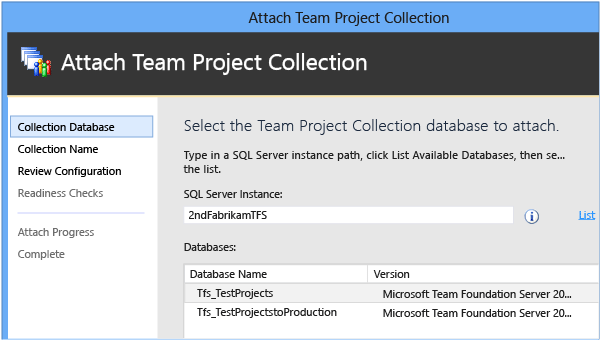 Attach Team Project Collection
Attach Team Project Collection
Collection Database
Collection Name
Review Configuration
Readiness Checks
Attach Progress
Complete
Select the Team Project Collection database to attach.
Type in a SQL Server instance path, click List Available Databases, then se...
the list.
SQL Server Instance:
2ndFabrikamTFS
List
Databases:
Database Name Version
Tfs_TestProjects Microsoft Team Foundation Server 20...
Tfs_TestProjectstoProduction Microsoft Team Foundation Server 20...